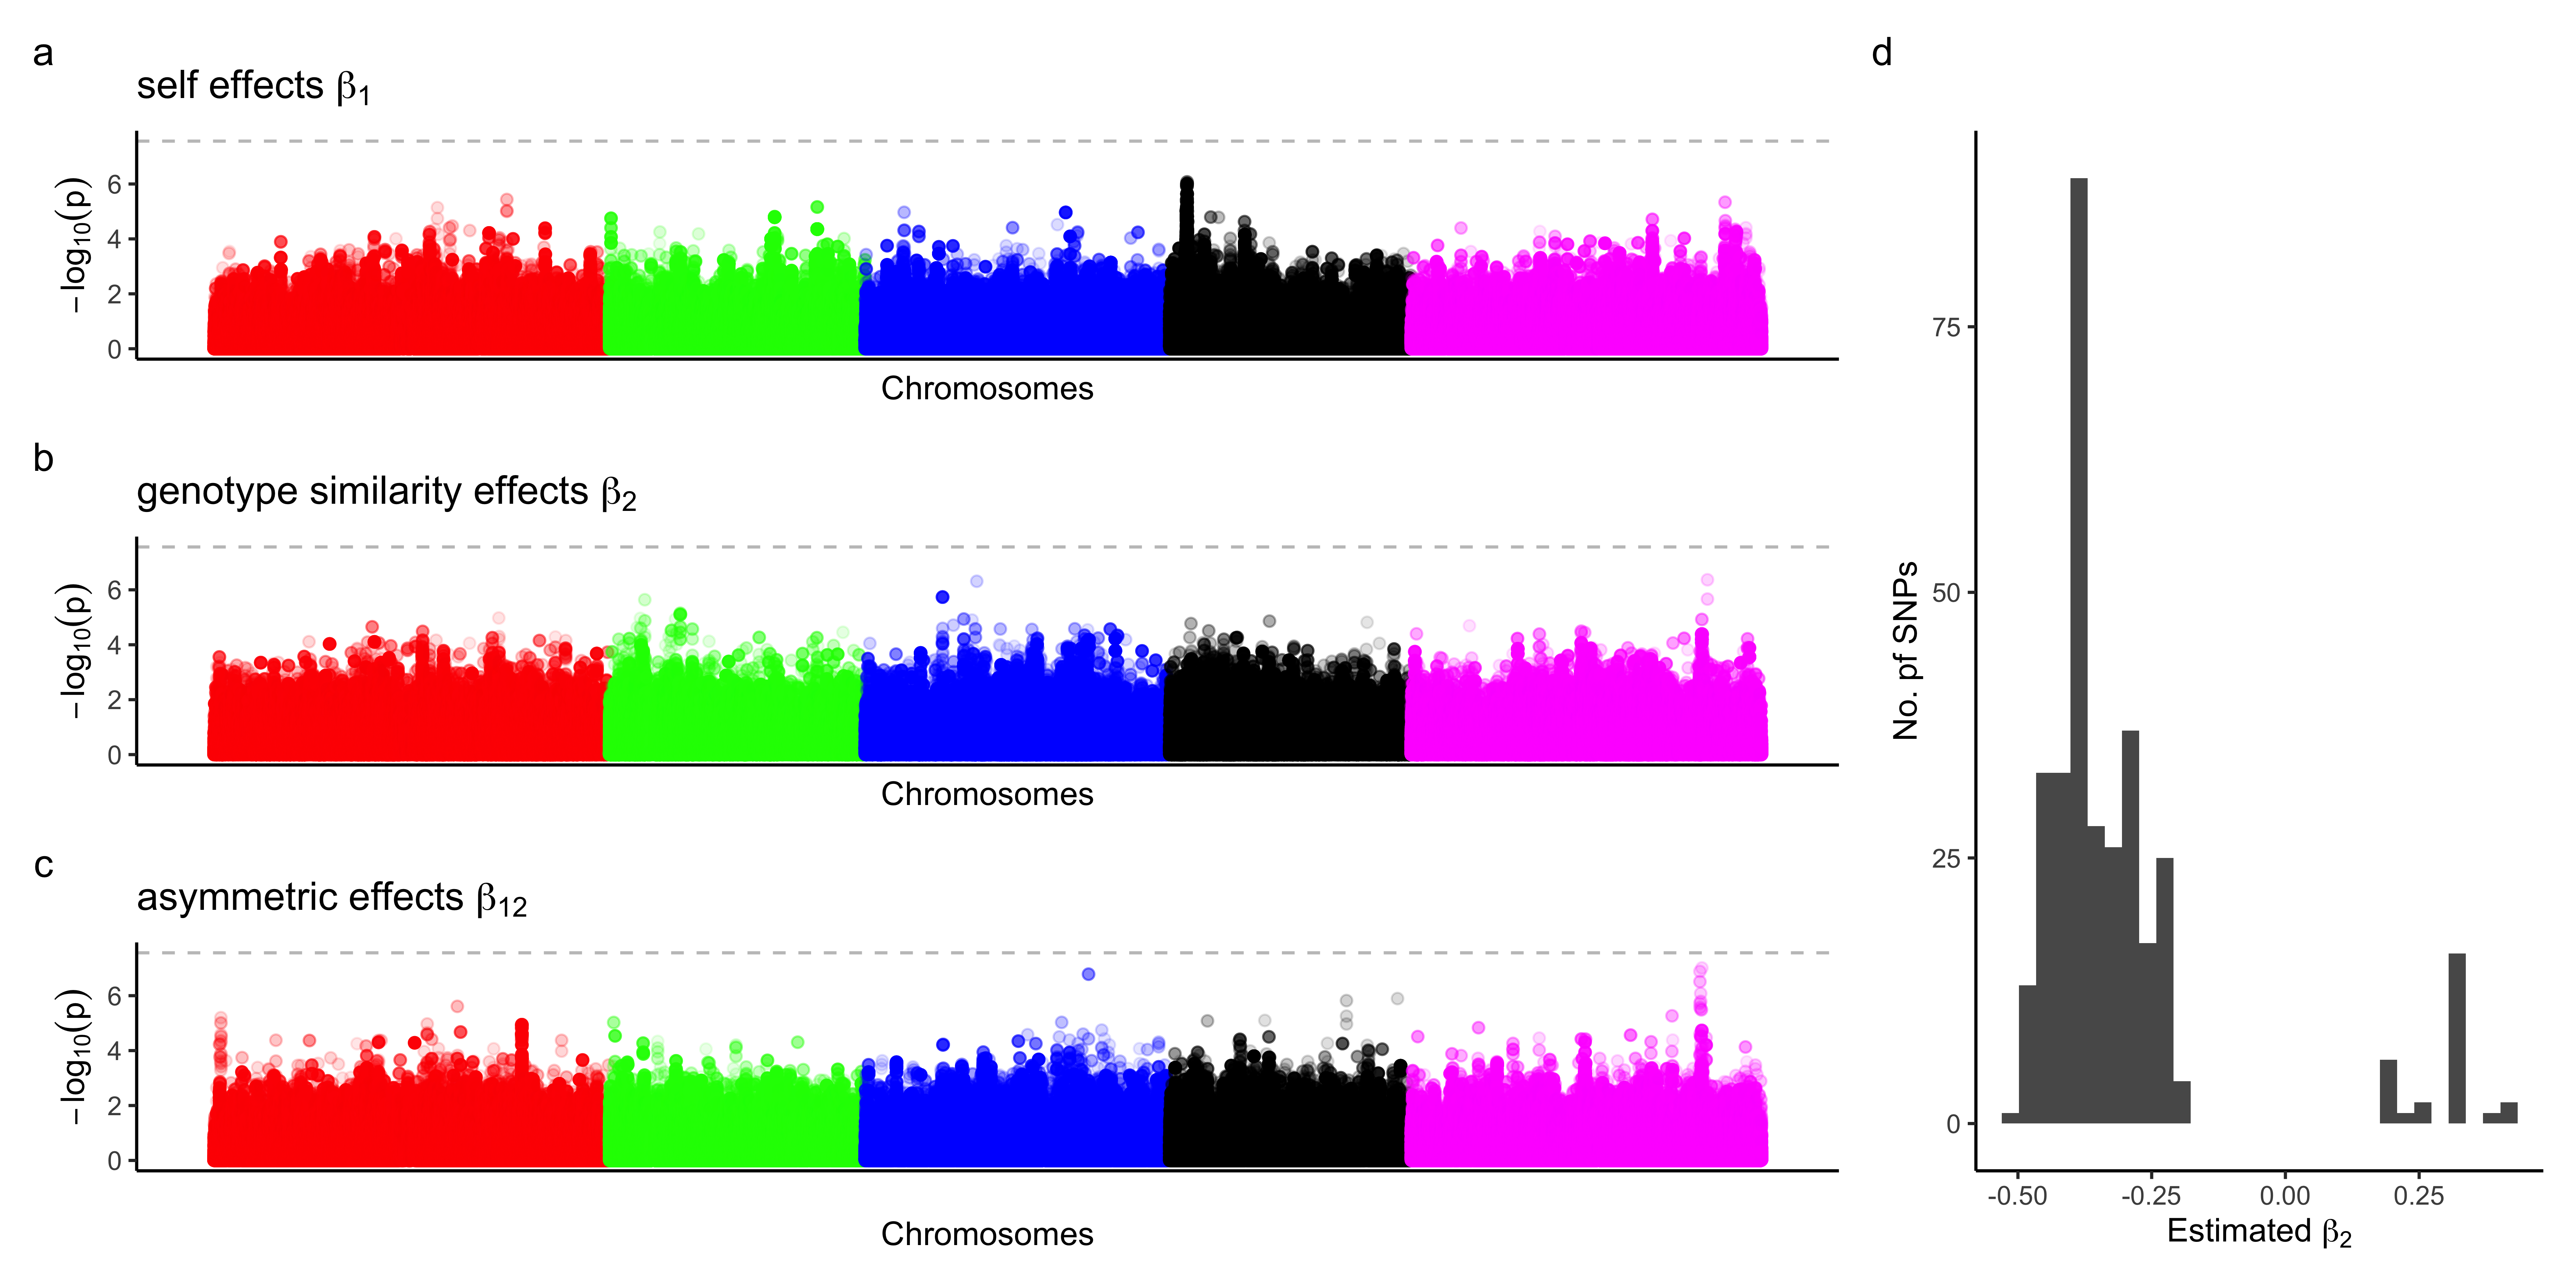 a
self effects β1
−log10(p)
6
4
2
0
Chromosomes
b
genotype similarity effects β2
−log10(p)
6
4
2
0
Chromosomes
c
asymmetric effects β12
−log10(p)
6
4
2
0
Chromosomes
d
No. pf SNPs
75
50
25
0
-0.50 -0.25 0.00 0.25
Estimated β2